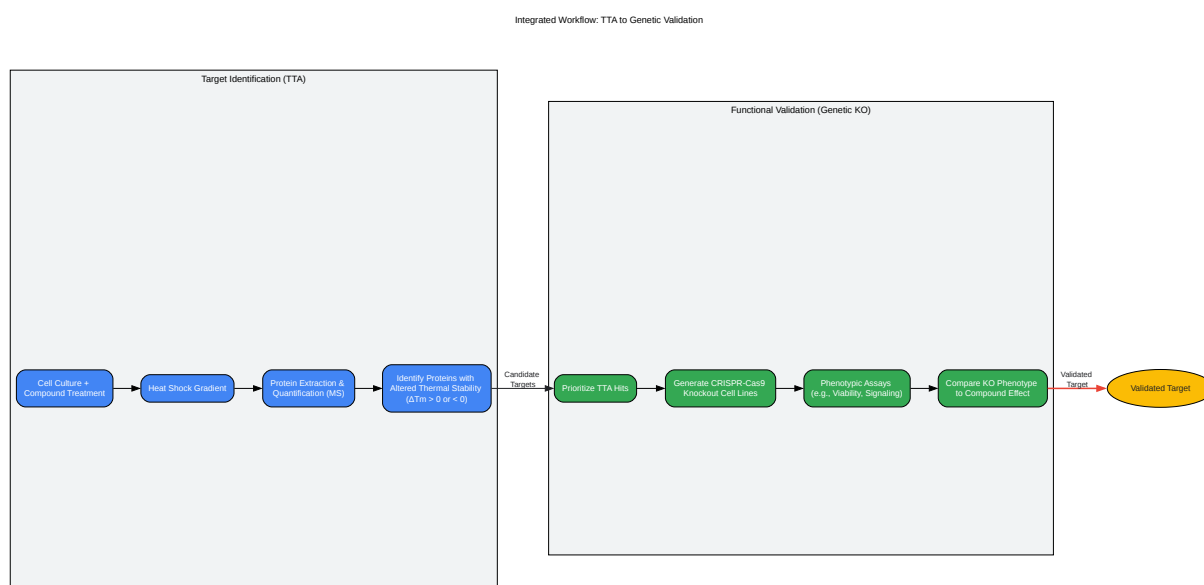 Integrated Workflow: TTA to Genetic Validation
Target Identification (TTA)
Functional Validation (Genetic KO)
Cell Culture +
Compound Treatment
Heat Shock Gradient
Protein Extraction &
Quantification (MS)
Identify Proteins with
Altered Thermal Stability
(ΔTm > 0 or < 0)
Candidate
Targets
Prioritize TTA Hits
Generate CRISPR-Cas9
Knockout Cell Lines
Phenotypic Assays
(e.g., Viability, Signaling)
Compare KO Phenotype
to Compound Effect
Validated
Target
Validated Target